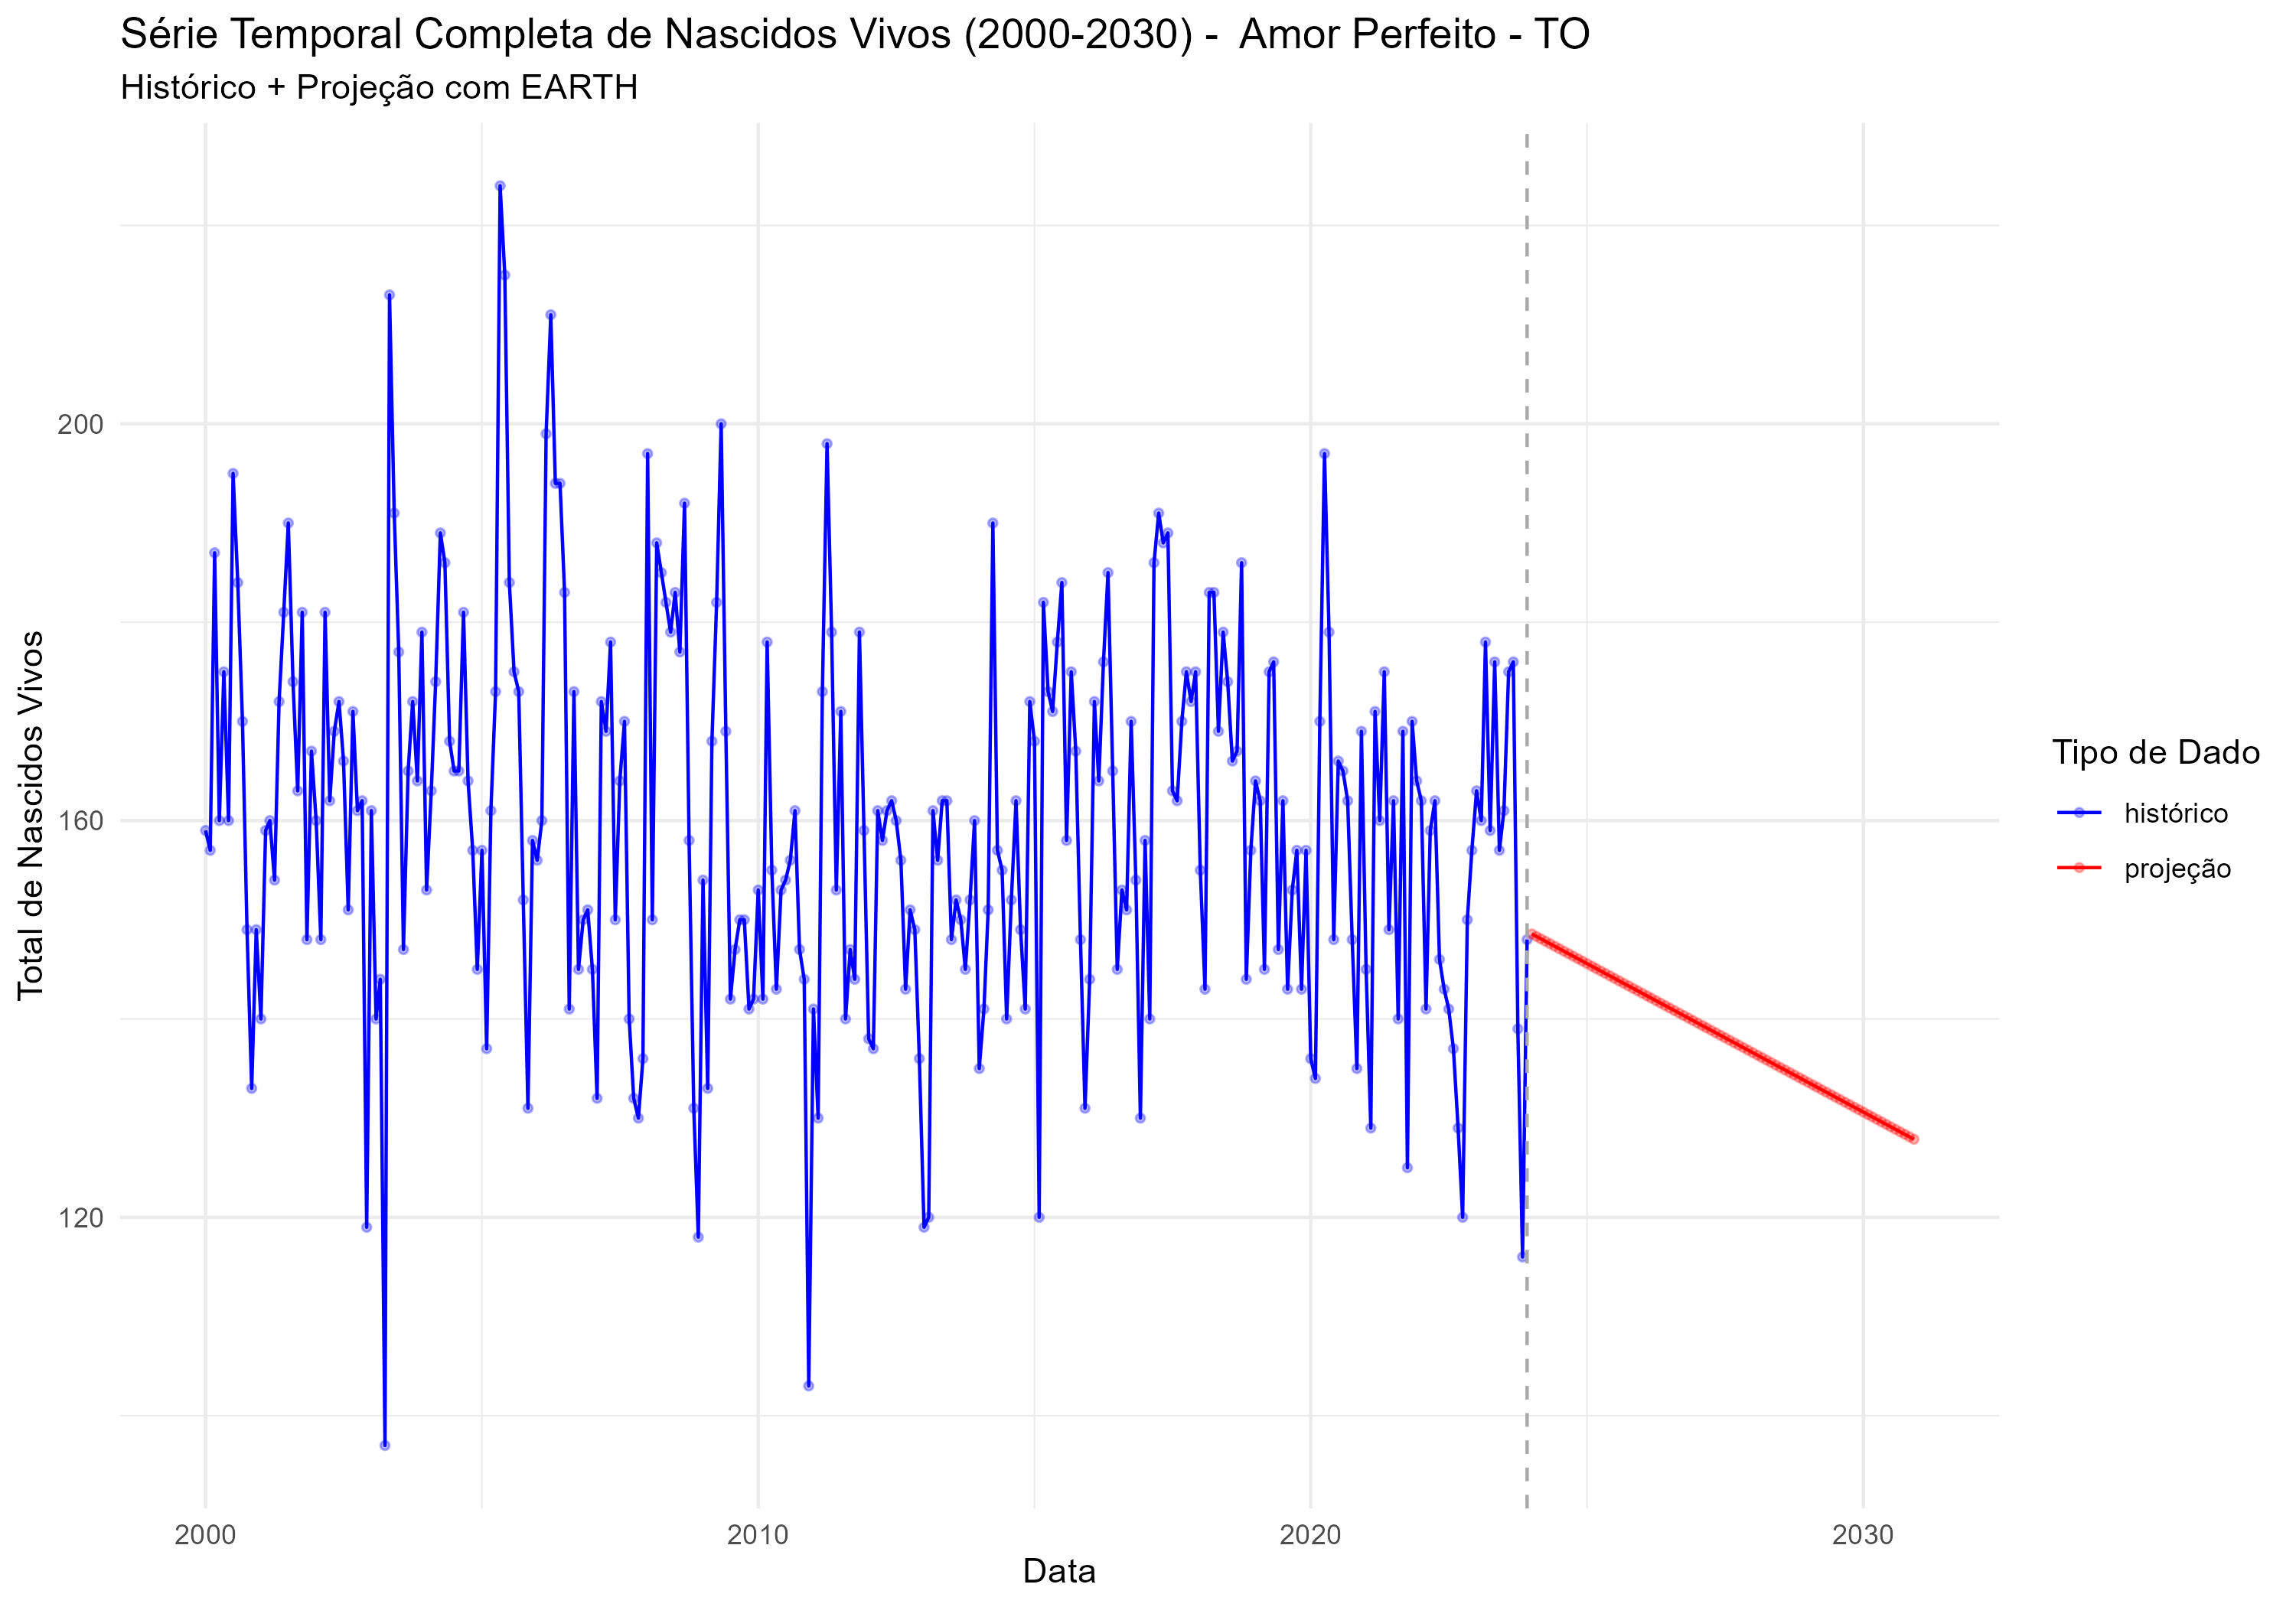 Série Temporal Completa de Nascidos Vivos (2000-2030) -  Amor Perfeito - TO
Histórico + Projeção com EARTH
Total de Nascidos Vivos
200
160
120
2000
2010
2020
2030
Data
Tipo de Dado
histórico
projeção